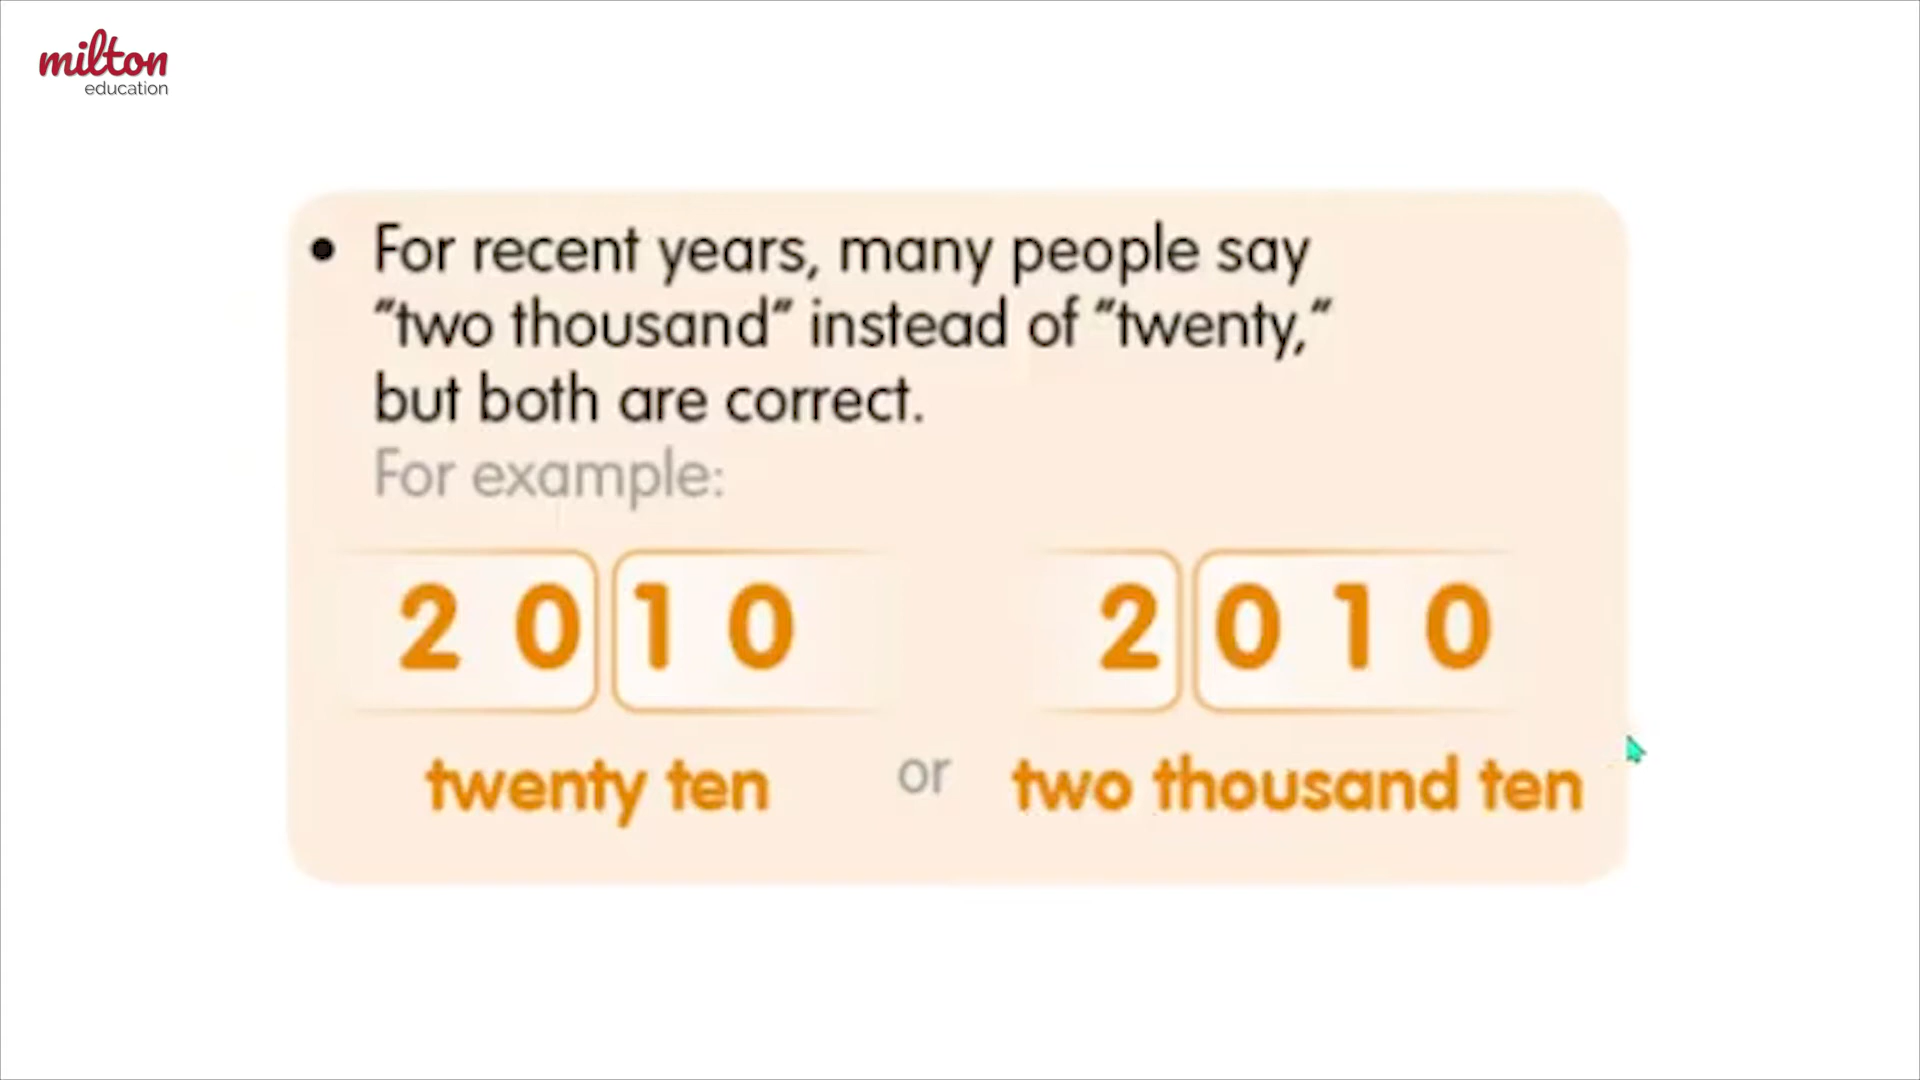 milton
education
• For recent years, many people say
"two thousand" instead of "twenty,"
but both are correct.
For example:
2 0 1 0 2 0 1 0
twenty ten or two thousand ten